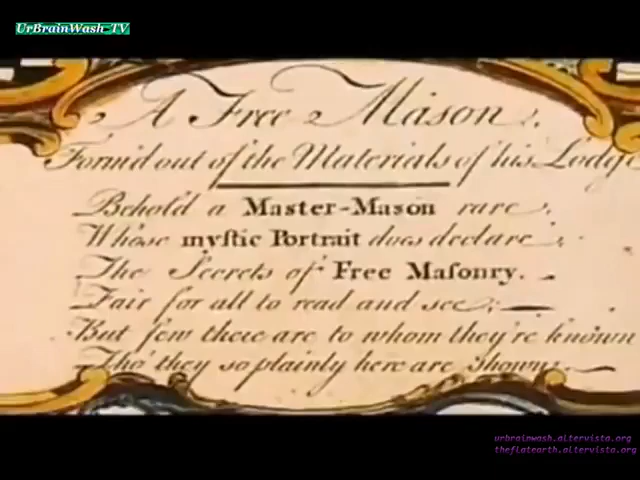 UrBrainWash TV
A Free Mason,
Form'd out of the Materials of his Lodge
Behold a Master-Mason rare,
Whose myſtic Portrait does declare,
The Secrets of Free Maſonry.
Fair for all to read and see;
But few there are to whom they're known
Tho' they so plainly here are Shown.
urbrainwash.altervista.org
theflatearth.altervista.org